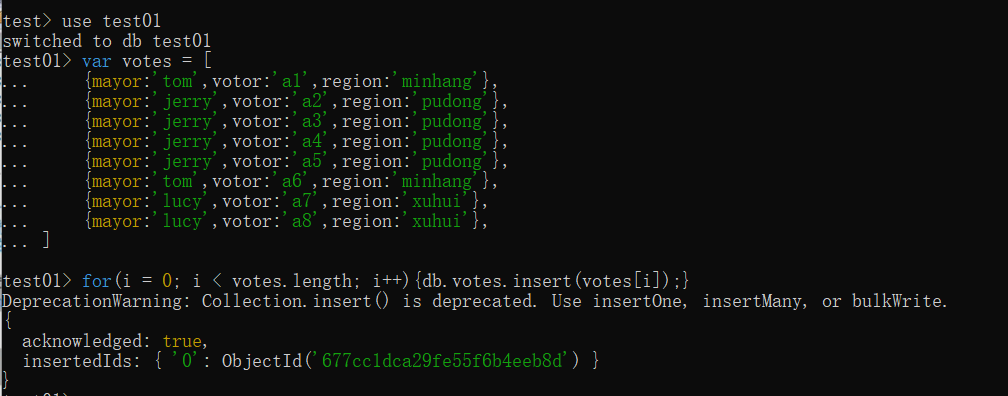 test> use test01
switched to db test01
test01> var votes = [
...     {mayor:'tom',votor:'a1',region:'minhang'},
...     {mayor:'jerry',votor:'a2',region:'pudong'},
...     {mayor:'jerry',votor:'a3',region:'pudong'},
...     {mayor:'jerry',votor:'a4',region:'pudong'},
...     {mayor:'jerry',votor:'a5',region:'pudong'},
...     {mayor:'tom',votor:'a6',region:'minhang'},
...     {mayor:'lucy',votor:'a7',region:'xuhui'},
...     {mayor:'lucy',votor:'a8',region:'xuhui'},
... ]
test01> for(i = 0; i < votes.length; i++){db.votes.insert(votes[i]);}
DeprecationWarning: Collection.insert() is deprecated. Use insertOne, insertMany, or bulkWrite.
{
  acknowledged: true,
  insertedIds: { '0': ObjectId('677cc1dca29fe55f6b4eeb8d') }
}